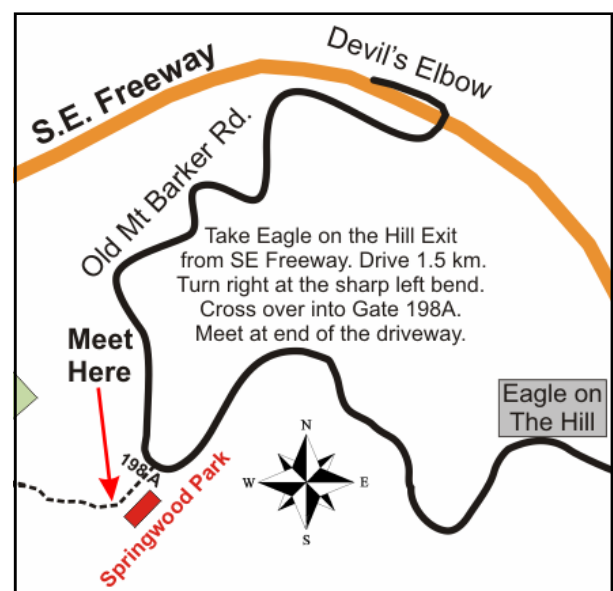 Devil's Elbow
S.E. Freeway
Old Mt Barker Rd.
Take Eagle on the Hill Exit
from SE Freeway. Drive 1.5 km.
Turn right at the sharp left bend.
Cross over into Gate 198A.
Meet at end of the driveway.
Meet
Here
Eagle on
The Hill
198A
Springwood Park
N
W
E
S